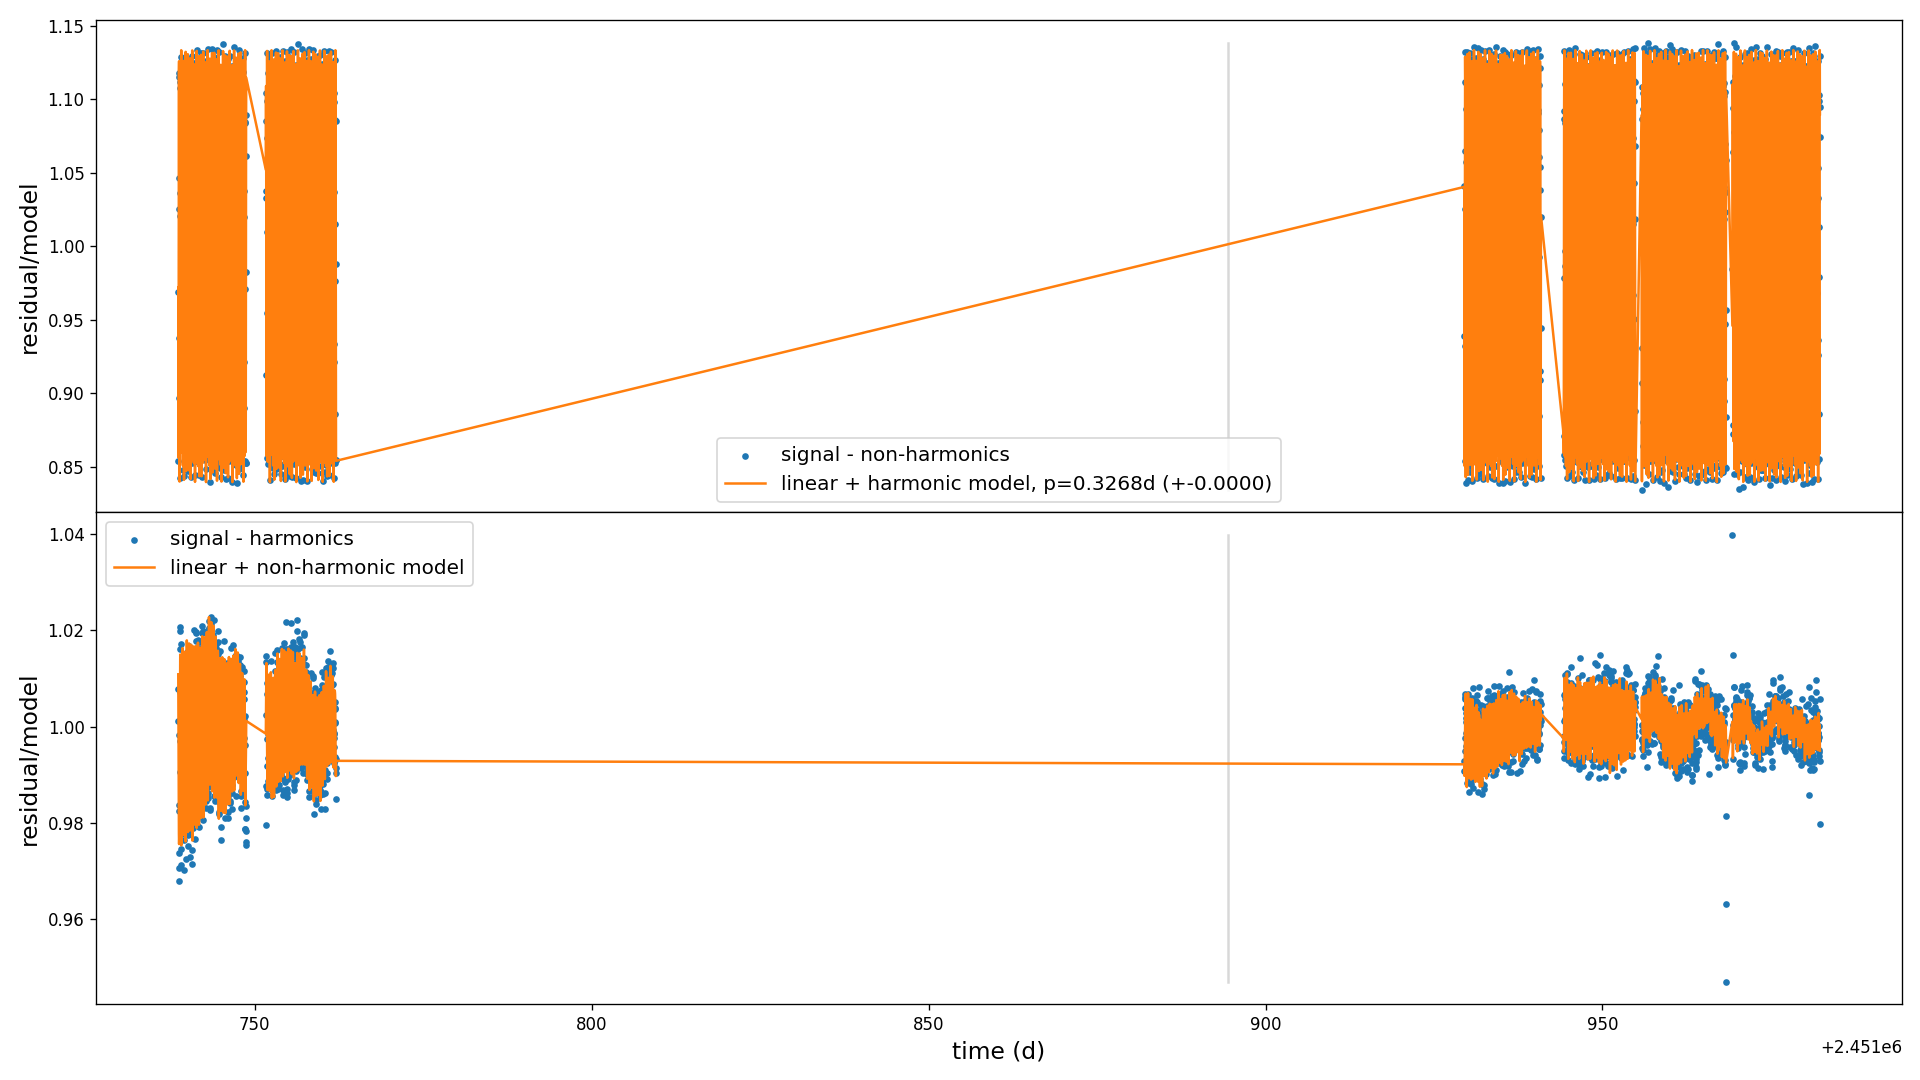 1.15
1.10
1.05
1.00
0.95
0.90
0.85
residual/model
signal - non-harmonics
linear + harmonic model, p=0.3268d (+-0.0000)
1.04
1.02
1.00
0.98
0.96
residual/model
signal - harmonics
linear + non-harmonic model
750
800
850
900
950
time (d)
+2.451e6